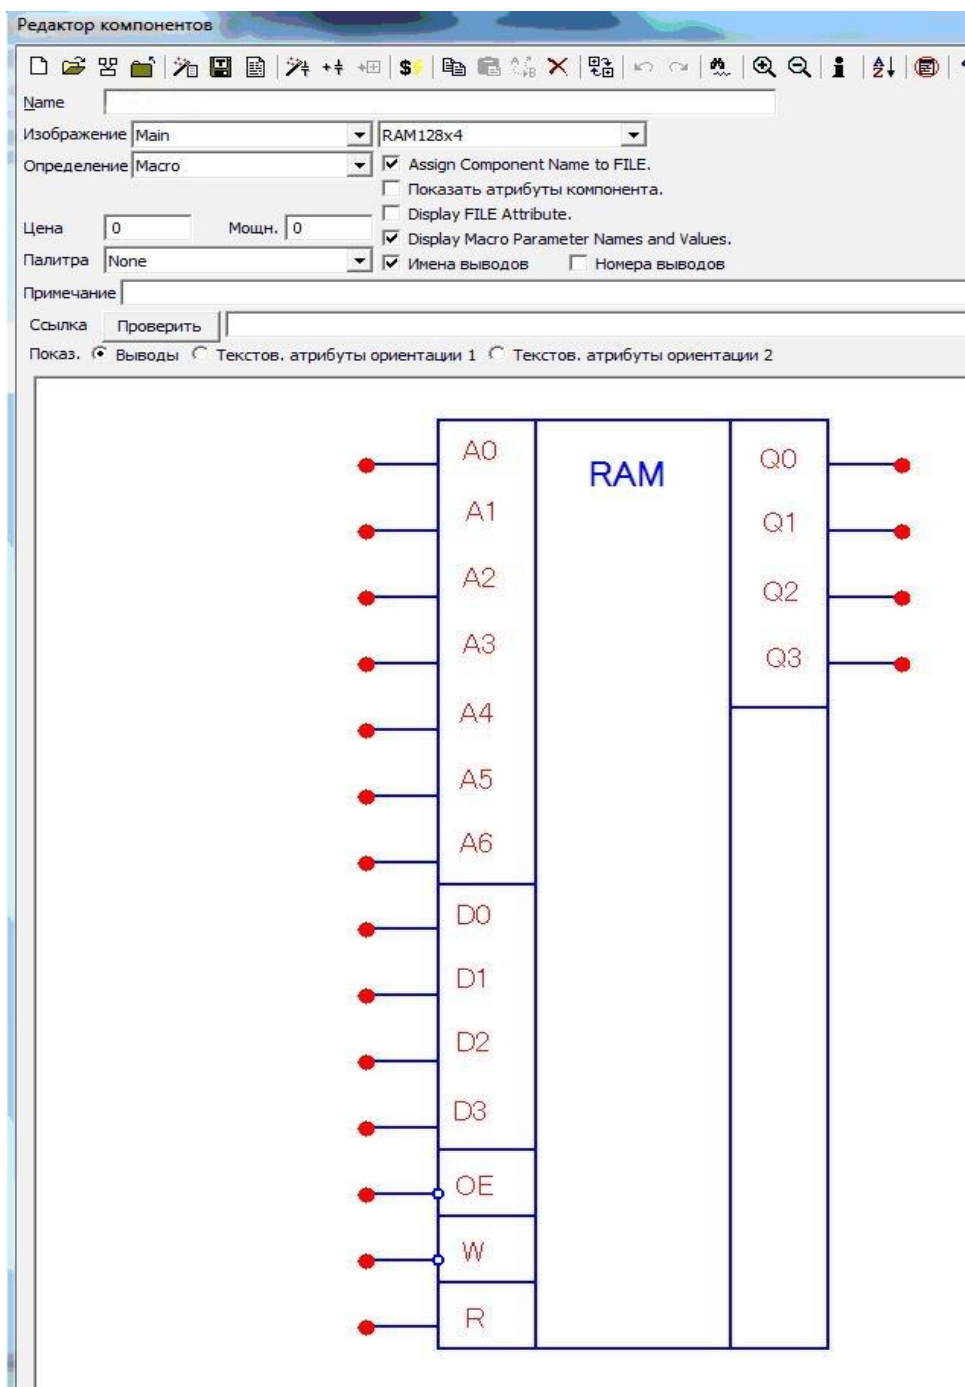 Редактор компонентов
Name
Изображение Main RAM128x4
Определение Macro Assign Component Name to FILE.
Показать атрибуты компонента.
Display FILE Attribute.
Цена 0 Мощн. 0
Display Macro Parameter Names and Values.
Палитра None Имена выводов Номера выводов
Примечание
Ссылка Проверить
Показ. Выводы Текстов. атрибуты ориентации 1 Текстов. атрибуты ориентации 2
A0 RAM Q0
A1 Q1
A2 Q2
A3 Q3
A4
A5
A6
D0
D1
D2
D3
OE
W
R